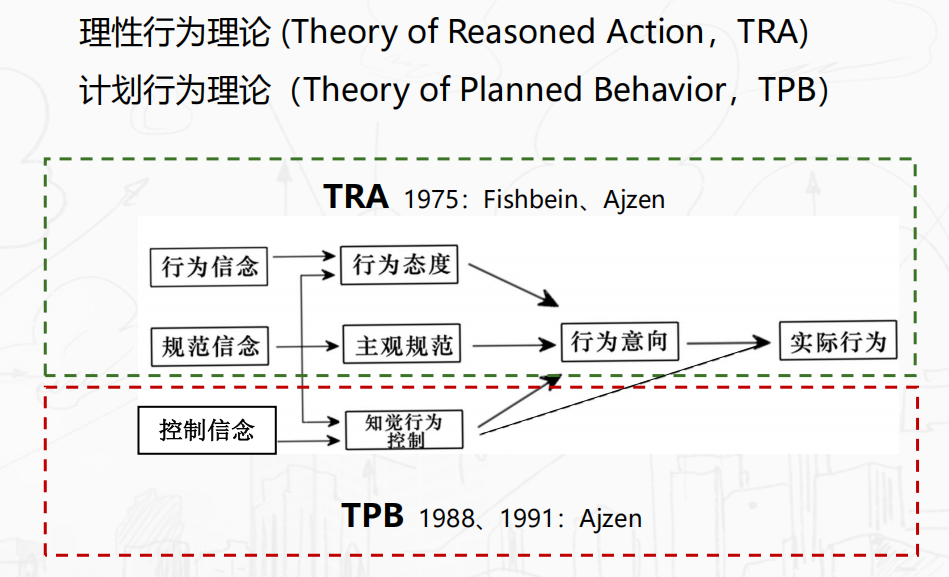 理性行为理论 (Theory of Reasoned Action，TRA)
计划行为理论（Theory of Planned Behavior，TPB）
TRA 1975：Fishbein、Ajzen
行为信念
行为态度
规范信念
主观规范
行为意向
实际行为
控制信念
知觉行为
控制
TPB 1988、1991：Ajzen